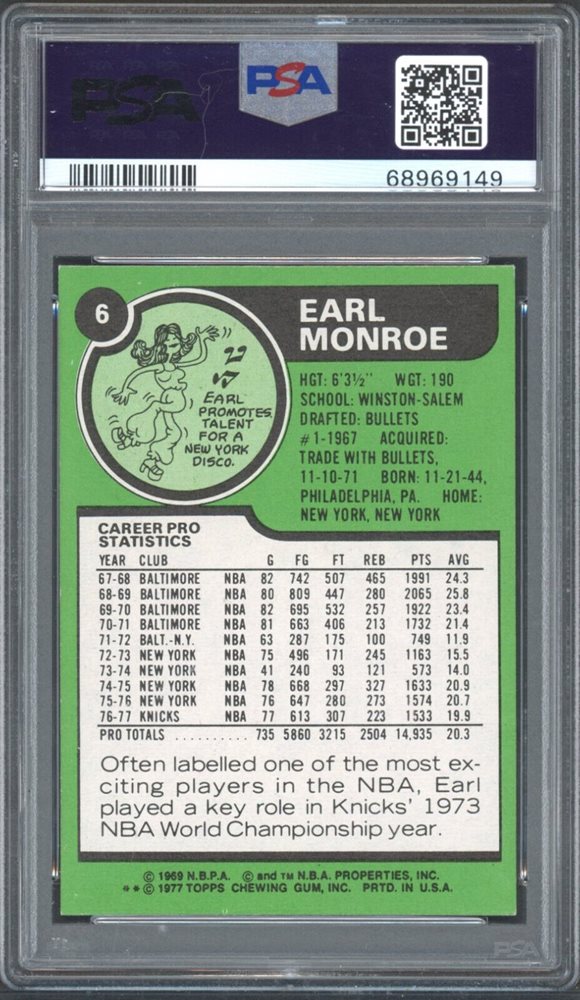 PSA
PSA
68969149
6
EARL
MONROE
EARL
PROMOTES
TALENT
FOR A
NEW YORK
DISCO.
HGT: 6'3½" WGT: 190
SCHOOL: WINSTON-SALEM
DRAFTED: BULLETS
#1-1967 ACQUIRED:
TRADE WITH BULLETS,
11-10-71 BORN: 11-21-44,
PHILADELPHIA, PA. HOME:
NEW YORK, NEW YORK
CAREER PRO
STATISTICS
YEAR CLUB G FG FT REB PTS AVG
67-68 BALTIMORE NBA 82 742 507 465 1991 24.3
68-69 BALTIMORE NBA 80 809 447 280 2065 25.8
69-70 BALTIMORE NBA 82 695 532 257 1922 23.4
70-71 BALTIMORE NBA 81 663 406 213 1732 21.4
71-72 BALT.-N.Y. NBA 63 287 175 100 749 11.9
72-73 NEW YORK NBA 75 496 171 245 1163 15.5
73-74 NEW YORK NBA 41 240 93 121 573 14.0
74-75 NEW YORK NBA 78 668 297 327 1633 20.9
75-76 NEW YORK NBA 76 647 280 273 1574 20.7
76-77 KNICKS NBA 77 613 307 223 1533 19.9
PRO TOTALS .......... 735 5860 3215 2504 14,935 20.3
Often labelled one of the most ex-
citing players in the NBA, Earl
played a key role in Knicks' 1973
NBA World Championship year.
© 1969 N.B.P.A. © and TM N.B.A. PROPERTIES, INC.
** © 1977 TOPPS CHEWING GUM, INC. PRTD. IN U.S.A.
PSA